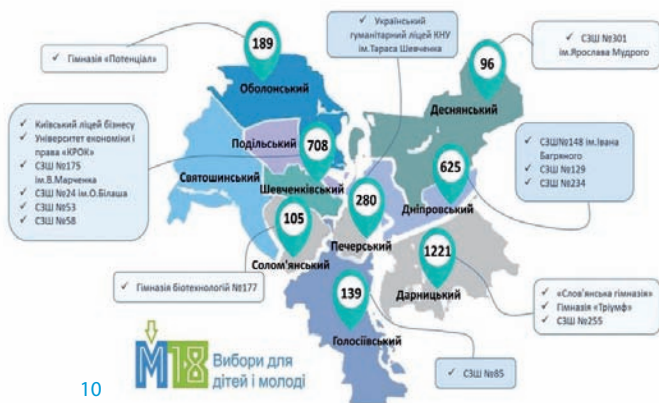 189
✓ Гімназія «Потенціал»
Оболонський
✓ Український
гуманітарний ліцей КНУ
ім.Тараса Шевченка
96
✓ СЗШ №301
ім.Ярослава Мудрого
Деснянський
✓ Київський ліцей бізнесу
✓ Університет економіки і
права «КРОК»
✓ СЗШ №175
ім.В.Марченка
✓ СЗШ №24 ім.О.Білаша
✓ СЗШ №53
✓ СЗШ №58
Подільський
708
Святошинський
Шевченківський
625
Дніпровський
✓ СЗШ№148 ім.Івана
Багряного
✓ СЗШ №129
✓ СЗШ №234
105
Солом'янський
280
Печерський
1221
Дарницький
✓ Гімназія біотехнологій №177
139
Голосіївський
✓ «Слов'янська гімназія»
✓ Гімназія «Тріумф»
✓ СЗШ №255
✓ СЗШ №85
М18
Вибори для
дітей і молоді
10